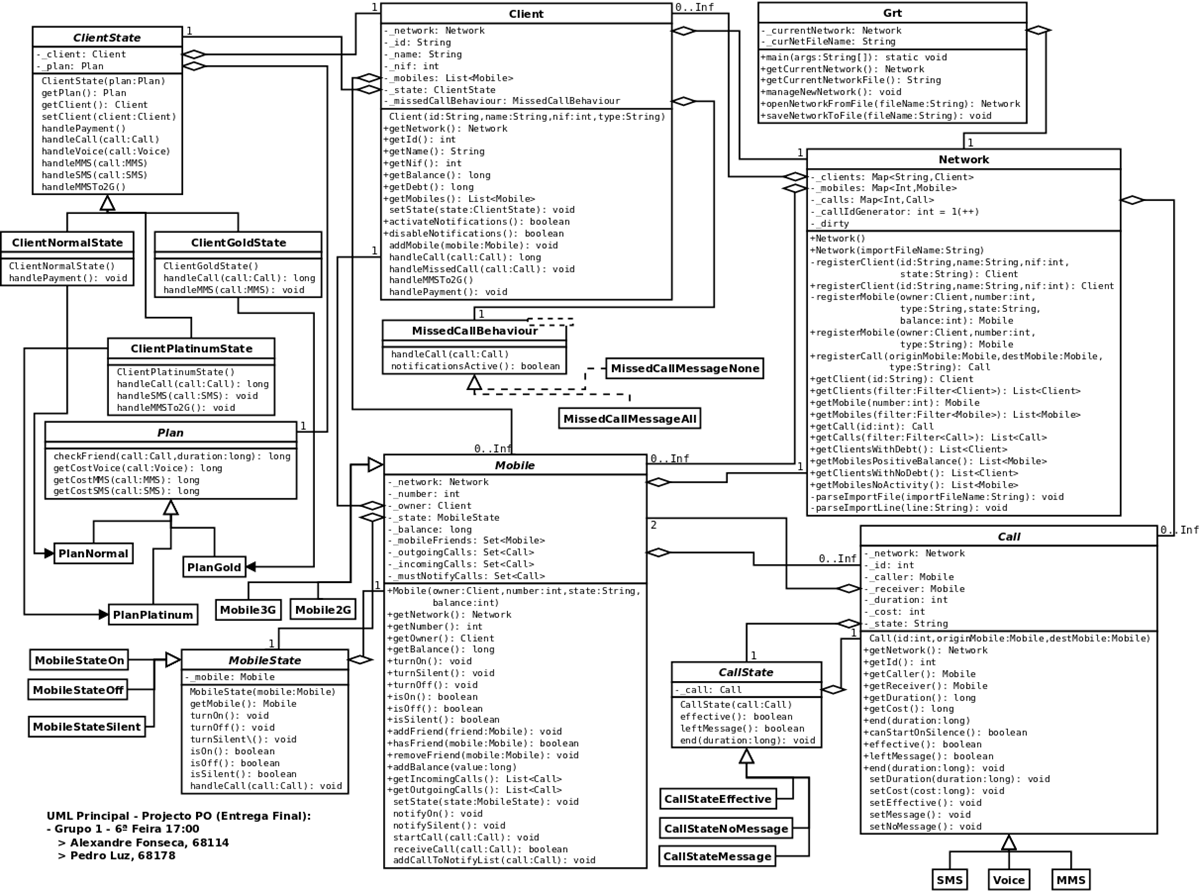 ClientState
-_client: Client
-_plan: Plan
ClientState(plan:Plan)
getPlan(): Plan
getClient(): Client
setClient(client:Client)
handlePayment()
handleCall(call:Call)
handleVoice(call:Voice)
handleMMS(call:MMS)
handleSMS(call:SMS)
handleMMSTo2G()
1
1
Client
-_network: Network
-_id: String
-_name: String
-_nif: int
-_mobiles: List<Mobile>
-_state: ClientState
-_missedCallBehaviour: MissedCallBehaviour
Client(id:String,name:String,nif:int,type:String)
+getNetwork(): Network
+getId(): int
+getName(): String
+getNif(): int
+getBalance(): long
+getDebt(): long
+getMobiles(): List<Mobile>
setState(state:ClientState): void
+activateNotifications(): boolean
+disableNotifications(): boolean
addMobile(mobile:Mobile): void
handleCall(call:Call): long
handleMissedCall(call:Call): void
handleMMSTo2G()
handlePayment(): void
0..Inf
1
Grt
-_currentNetwork: Network
-_curNetFileName: String
+main(args:String[]): static void
+getCurrentNetwork(): Network
+getCurrentNetworkFile(): String
+manageNewNetwork(): void
+openNetworkFromFile(fileName:String): Network
+saveNetworkToFile(fileName:String): void
1
1
Network
-_clients: Map<String,Client>
-_mobiles: Map<Int,Mobile>
-_calls: Map<Int,Call>
-_callIdGenerator: int = 1(++)
-_dirty
+Network()
+Network(importFileName:String)
-registerClient(id:String,name:String,nif:int,
state:String): Client
+registerClient(id:String,name:String,nif:int): Client
-registerMobile(owner:Client,number:int,
type:String,state:String,
balance:int): Mobile
+registerMobile(owner:Client,number:int,
type:String): Mobile
+registerCall(originMobile:Mobile,destMobile:Mobile,
type:String): Call
+getClient(id:String): Client
+getClients(filter:Filter<Client>): List<Client>
+getMobile(number:int): Mobile
+getMobiles(filter:Filter<Mobile>): List<Mobile>
+getCall(id:int): Call
+getCalls(filter:Filter<Call>): List<Call>
+getClientsWithDebt(): List<Client>
+getMobilesPositiveBalance(): List<Mobile>
+getClientsWithNoDebt(): List<Client>
+getMobilesNoActivity(): List<Mobile>
-parseImportFile(importFileName:String): void
-parseImportLine(line:String): void
1
ClientNormalState
ClientNormalState()
handlePayment(): void
ClientGoldState
ClientGoldState()
handleCall(call:Call): long
handleMMS(call:MMS): void
ClientPlatinumState
ClientPlatinumState()
handleCall(call:Call): long
handleSMS(call:SMS): void
handleMMSTo2G(): void
Plan
checkFriend(call:Call,duration:long): long
getCostVoice(call:Voice): long
getCostMMS(call:MMS): long
getCostSMS(call:SMS): long
1
PlanNormal
PlanGold
PlanPlatinum
1
MissedCallBehaviour
handleCall(call:Call)
notificationsActive(): boolean
MissedCallMessageNone
MissedCallMessageAll
0..Inf
0..Inf
Mobile
-_network: Network
-_number: int
-_owner: Client
-_state: MobileState
-_balance: long
-_mobileFriends: Set<Mobile>
-_outgoingCalls: Set<Call>
-_incomingCalls: Set<Call>
-_mustNotifyCalls: Set<Call>
+Mobile(owner:Client,number:int,state:String,
balance:int)
+getNetwork(): Network
+getNumber(): int
+getOwner(): Client
+getBalance(): long
+turnOn(): void
+turnSilent(): void
+turnOff(): void
+isOn(): boolean
+isOff(): boolean
+isSilent(): boolean
+addFriend(friend:Mobile): void
+hasFriend(mobile:Mobile): boolean
+removeFriend(mobile:Mobile): void
+addBalance(value:long)
+getIncomingCalls(): List<Call>
+getOutgoingCalls(): List<Call>
setState(state:MobileState): void
notifyOn(): void
notifySilent(): void
startCall(call:Call): void
receiveCall(call:Call): boolean
addCallToNotifyList(call:Call): void
2
1
Mobile3G
Mobile2G
1
MobileState
-_mobile: Mobile
MobileState(mobile:Mobile)
getMobile(): Mobile
turnOn(): void
turnOff(): void
turnSilent\(): void
isOn(): boolean
isOff(): boolean
isSilent(): boolean
handleCall(call:Call): void
MobileStateOn
MobileStateOff
MobileStateSilent
0..Inf
0..Inf
Call
-_network: Network
-_id: int
-_caller: Mobile
-_receiver: Mobile
-_duration: int
-_cost: int
-_state: String
Call(id:int,originMobile:Mobile,destMobile:Mobile)
+getNetwork(): Network
+getId(): int
+getCaller(): Mobile
+getReceiver(): Mobile
+getDuration(): long
+getCost(): long
+end(duration:long)
+canStartOnSilence(): boolean
+effective(): boolean
+leftMessage(): boolean
+end(duration:long): void
setDuration(duration:long): void
setCost(cost:long): void
setEffective(): void
setMessage(): void
setNoMessage(): void
1
1
CallState
-_call: Call
CallState(call:Call)
effective(): boolean
leftMessage(): boolean
end(duration:long): void
CallStateEffective
CallStateNoMessage
CallStateMessage
SMS
Voice
MMS
UML Principal - Projecto PO (Entrega Final):
- Grupo 1 - 6ª Feira 17:00
> Alexandre Fonseca, 68114
> Pedro Luz, 68178